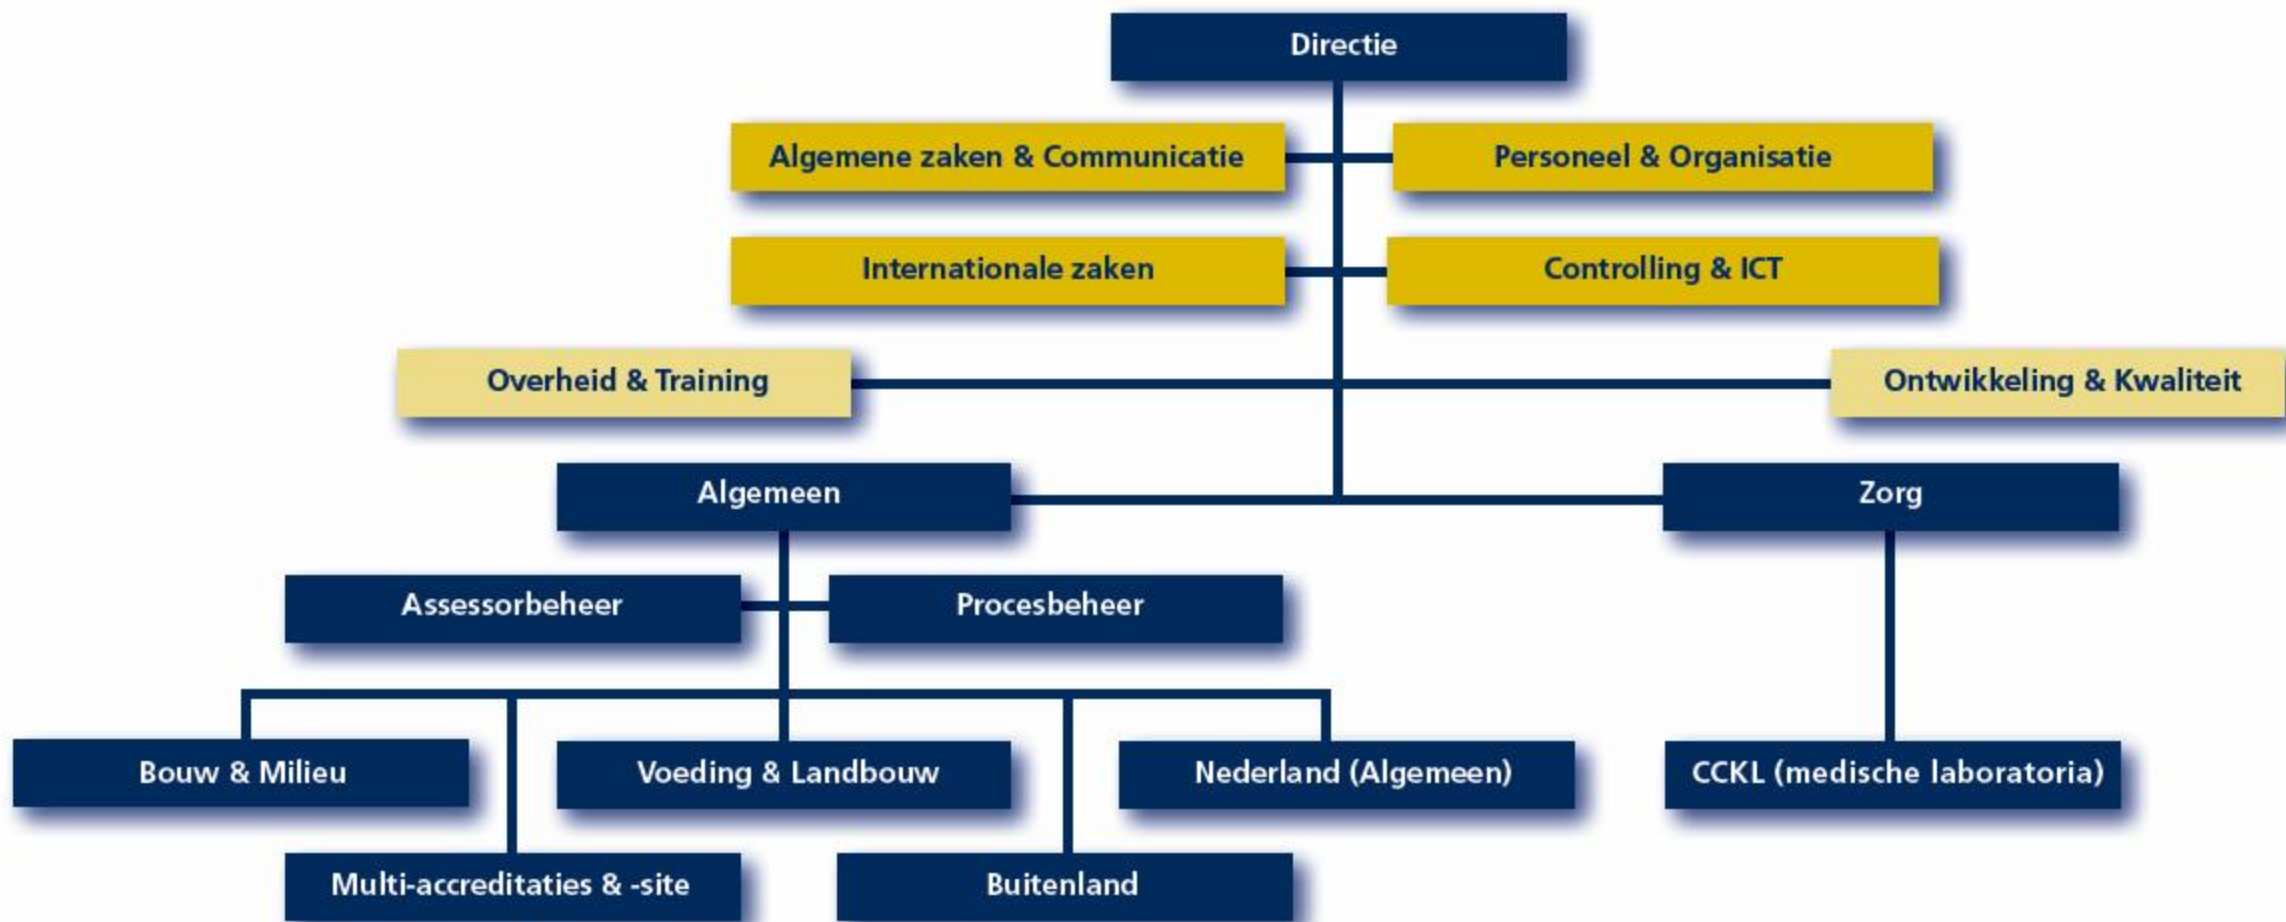 Directie
Algemene zaken & Communicatie
Personeel & Organisatie
Internationale zaken
Controlling & ICT
Overheid & Training
Ontwikkeling & Kwaliteit
Algemeen
Zorg
Assessorbeheer
Procesbeheer
Bouw & Milieu
Voeding & Landbouw
Nederland (Algemeen)
CCKL (medische laboratoria)
Multi-accreditaties & -site
Buitenland